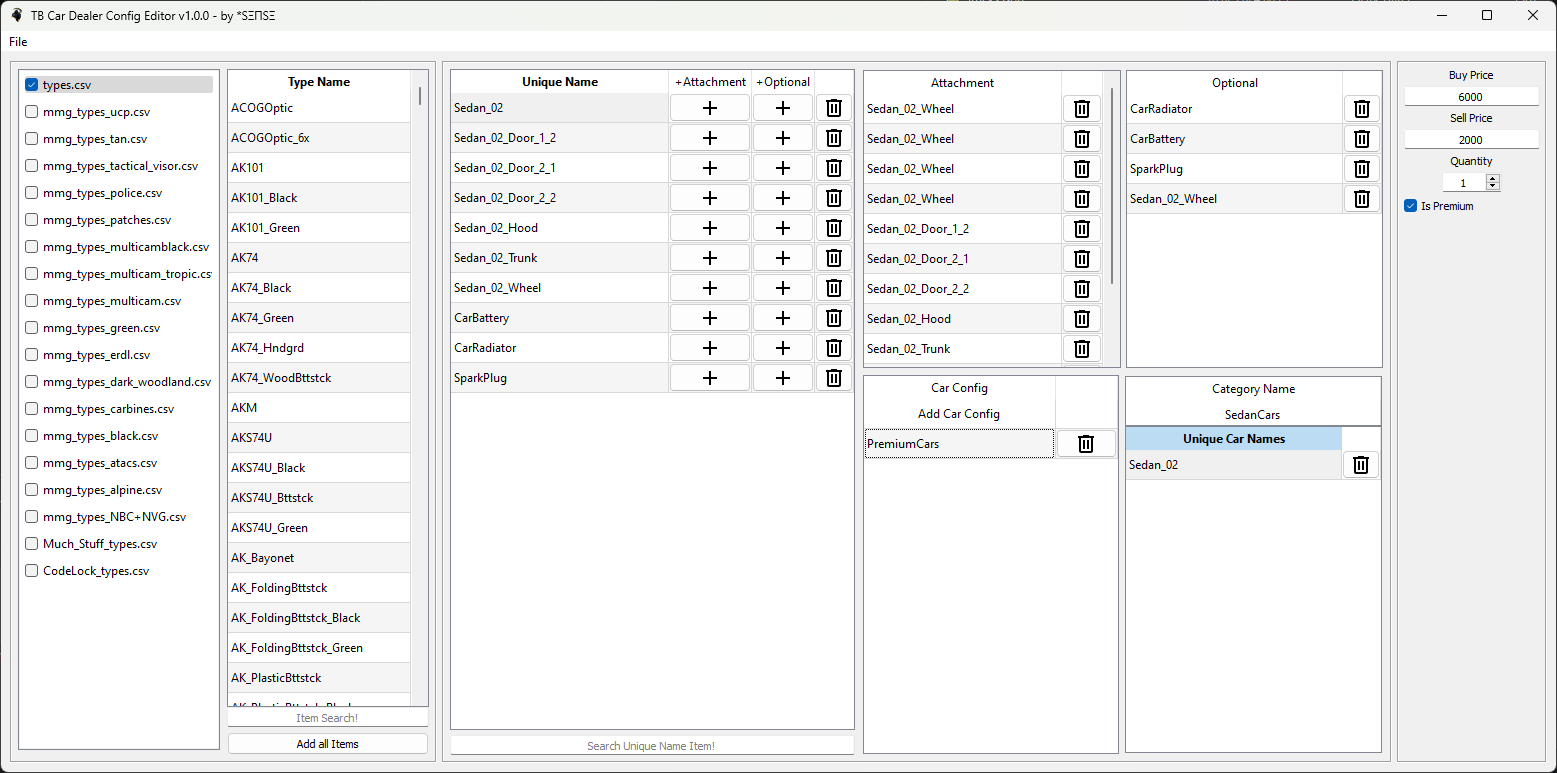 TB Car Dealer Config Editor v1.0.0 - by *SΞΠSΞ
File
types.csv
mmg_types_ucp.csv
mmg_types_tan.csv
mmg_types_tactical_visor.csv
mmg_types_police.csv
mmg_types_patches.csv
mmg_types_multicamblack.csv
mmg_types_multicam_tropic.cs
mmg_types_multicam.csv
mmg_types_green.csv
mmg_types_erdl.csv
mmg_types_dark_woodland.csv
mmg_types_carbines.csv
mmg_types_black.csv
mmg_types_atacs.csv
mmg_types_alpine.csv
mmg_types_NBC+NVG.csv
Much_Stuff_types.csv
CodeLock_types.csv
Type Name
ACOGOptic
ACOGOptic_6x
AK101
AK101_Black
AK101_Green
AK74
AK74_Black
AK74_Green
AK74_Hndgrd
AK74_WoodBttstck
AKM
AKS74U
AKS74U_Black
AKS74U_Bttstck
AKS74U_Green
AK_Bayonet
AK_FoldingBttstck
AK_FoldingBttstck_Black
AK_FoldingBttstck_Green
AK_PlasticBttstck
Item Search!
Add all Items
Unique Name +Attachment +Optional
Sedan_02
Sedan_02_Door_1_2
Sedan_02_Door_2_1
Sedan_02_Door_2_2
Sedan_02_Hood
Sedan_02_Trunk
Sedan_02_Wheel
CarBattery
CarRadiator
SparkPlug
Search Unique Name Item!
Attachment
Sedan_02_Wheel
Sedan_02_Wheel
Sedan_02_Wheel
Sedan_02_Wheel
Sedan_02_Door_1_2
Sedan_02_Door_2_1
Sedan_02_Door_2_2
Sedan_02_Hood
Sedan_02_Trunk
Optional
CarRadiator
CarBattery
SparkPlug
Sedan_02_Wheel
Car Config
Add Car Config
PremiumCars
Category Name
SedanCars
Unique Car Names
Sedan_02
Buy Price
6000
Sell Price
2000
Quantity
1
Is Premium